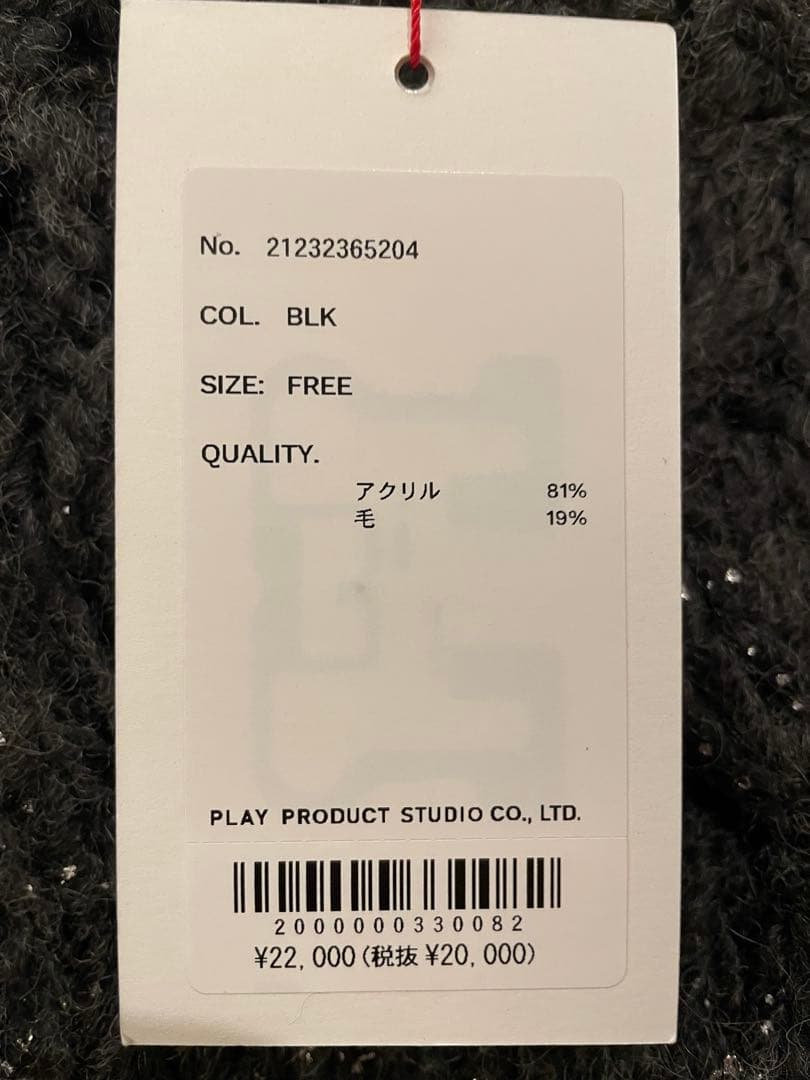 No. 21232365204
COL. BLK
SIZE: FREE
QUALITY.
アクリル 81%
毛 19%
PLAY PRODUCT STUDIO CO., LTD.
2000000330082
¥22,000(税抜 ¥20,000)